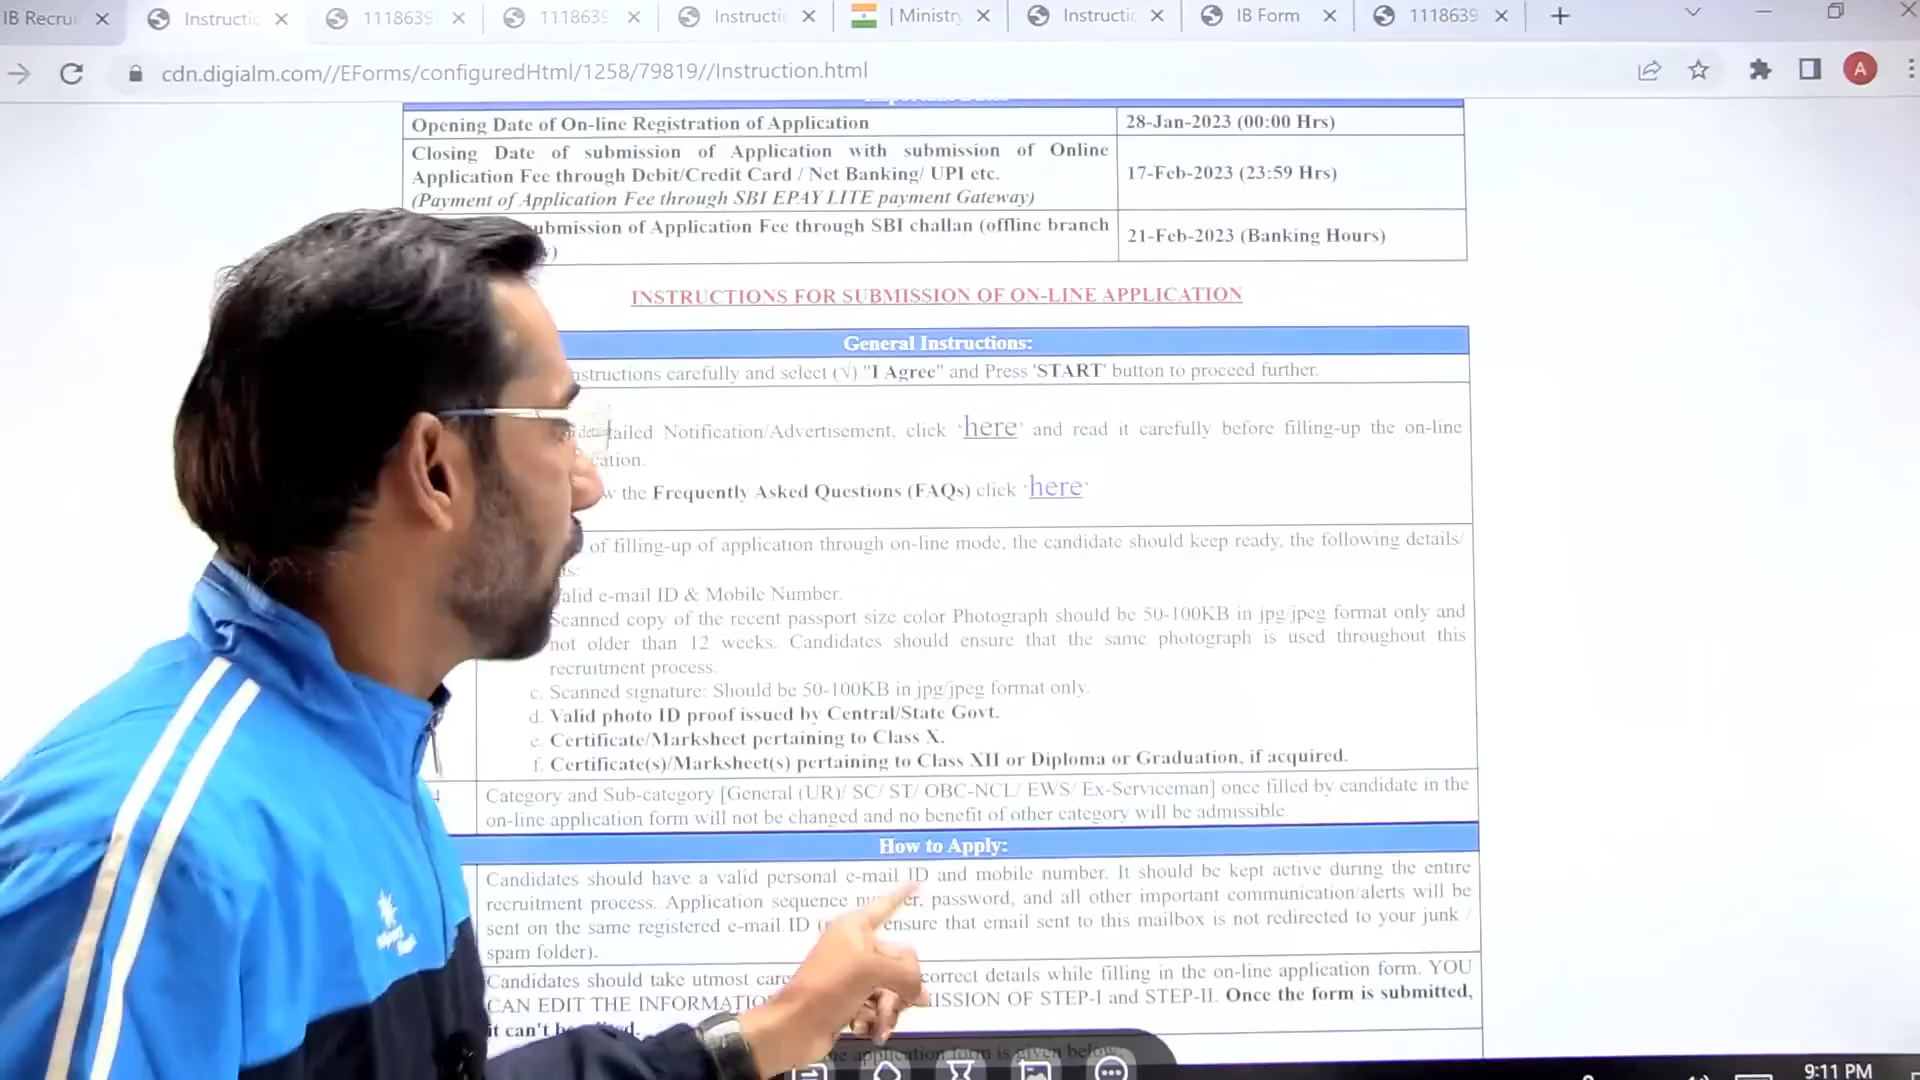 IB Recrui
Instructio
1118639
1118639
Instructio
| Ministry
Instructio
IB Form
1118639
cdn.digialm.com//EForms/configuredHtml/1258/79819//Instruction.html
A
Opening Date of On-line Registration of Application
28-Jan-2023 (00:00 Hrs)
Closing Date of submission of Application with submission of Online
Application Fee through Debit/Credit Card / Net Banking/ UPI etc.
(Payment of Application Fee through SBI EPAY LITE payment Gateway)
17-Feb-2023 (23:59 Hrs)
ubmission of Application Fee through SBI challan (offline branch
21-Feb-2023 (Banking Hours)
INSTRUCTIONS FOR SUBMISSION OF ON-LINE APPLICATION
General Instructions:
nstructions carefully and select (√) "I Agree" and Press 'START' button to proceed further.
ailed Notification/Advertisement, click 'here' and read it carefully before filling-up the on-line
cation.
the Frequently Asked Questions (FAQs) click 'here'
of filling-up of application through on-line mode, the candidate should keep ready, the following details/
alid e-mail ID & Mobile Number.
Scanned copy of the recent passport size color Photograph should be 50-100KB in jpg/jpeg format only and
not older than 12 weeks. Candidates should ensure that the same photograph is used throughout this
recruitment process.
c. Scanned signature: Should be 50-100KB in jpg/jpeg format only.
d. Valid photo ID proof issued by Central/State Govt.
e. Certificate/Marksheet pertaining to Class X.
f. Certificate(s)/Marksheet(s) pertaining to Class XII or Diploma or Graduation, if acquired.
4
Category and Sub-category [General (UR)/ SC/ ST/ OBC-NCL/ EWS/ Ex-Serviceman] once filled by candidate in the
on-line application form will not be changed and no benefit of other category will be admissible.
How to Apply:
Candidates should have a valid personal e-mail ID and mobile number. It should be kept active during the entire
recruitment process. Application sequence nu er, password, and all other important communication/alerts will be
sent on the same registered e-mail ID ( ensure that email sent to this mailbox is not redirected to your junk /
spam folder).
Candidates should take utmost care correct details while filling in the on-line application form. YOU
CAN EDIT THE INFORMATIO MISSION OF STEP-I and STEP-II. Once the form is submitted,
it can't be ed.
e application form is given below
9:11 PM